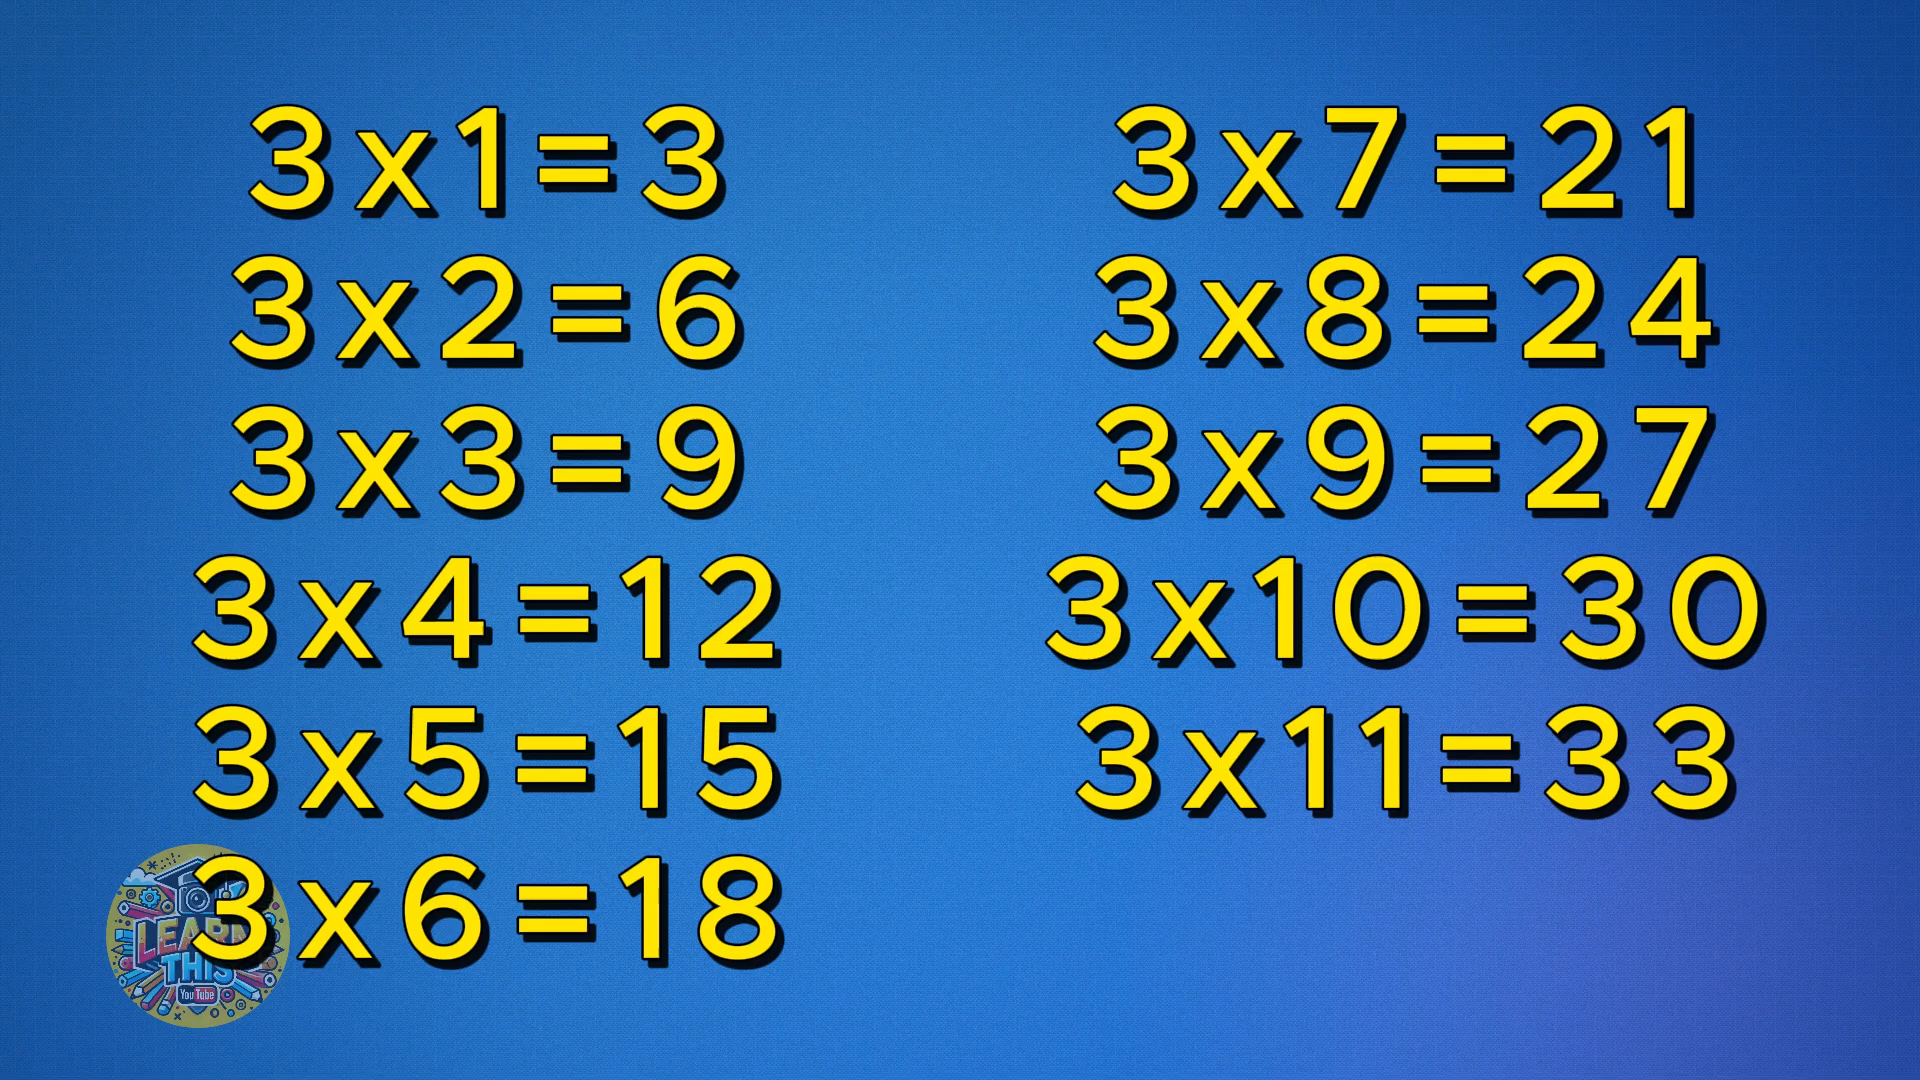 3x1=3
3x2=6
3x3=9
3x4=12
3x5=15
3x6=18
3x7=21
3x8=24
3x9=27
3x10=30
3x11=33
LEARN
THIS
YouTube